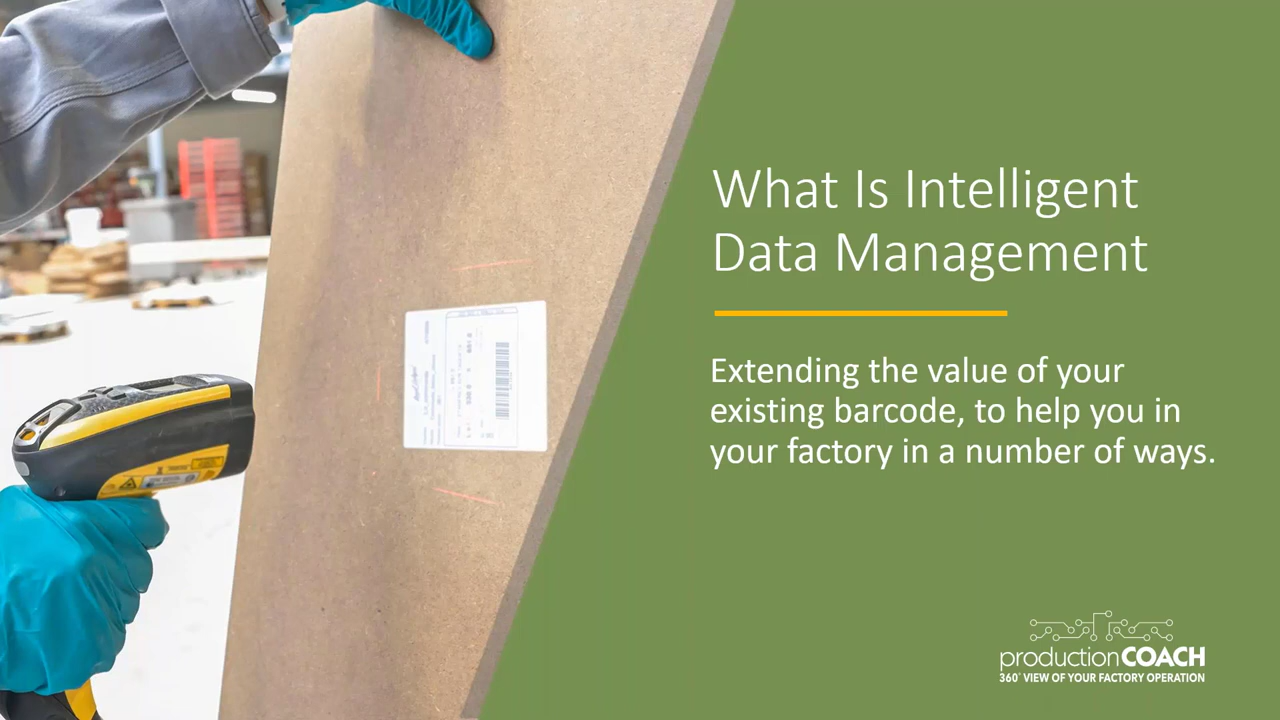 What Is Intelligent
Data Management
Extending the value of your
existing barcode, to help you in
your factory in a number of ways.
productionCOACH
360° VIEW OF YOUR FACTORY OPERATION